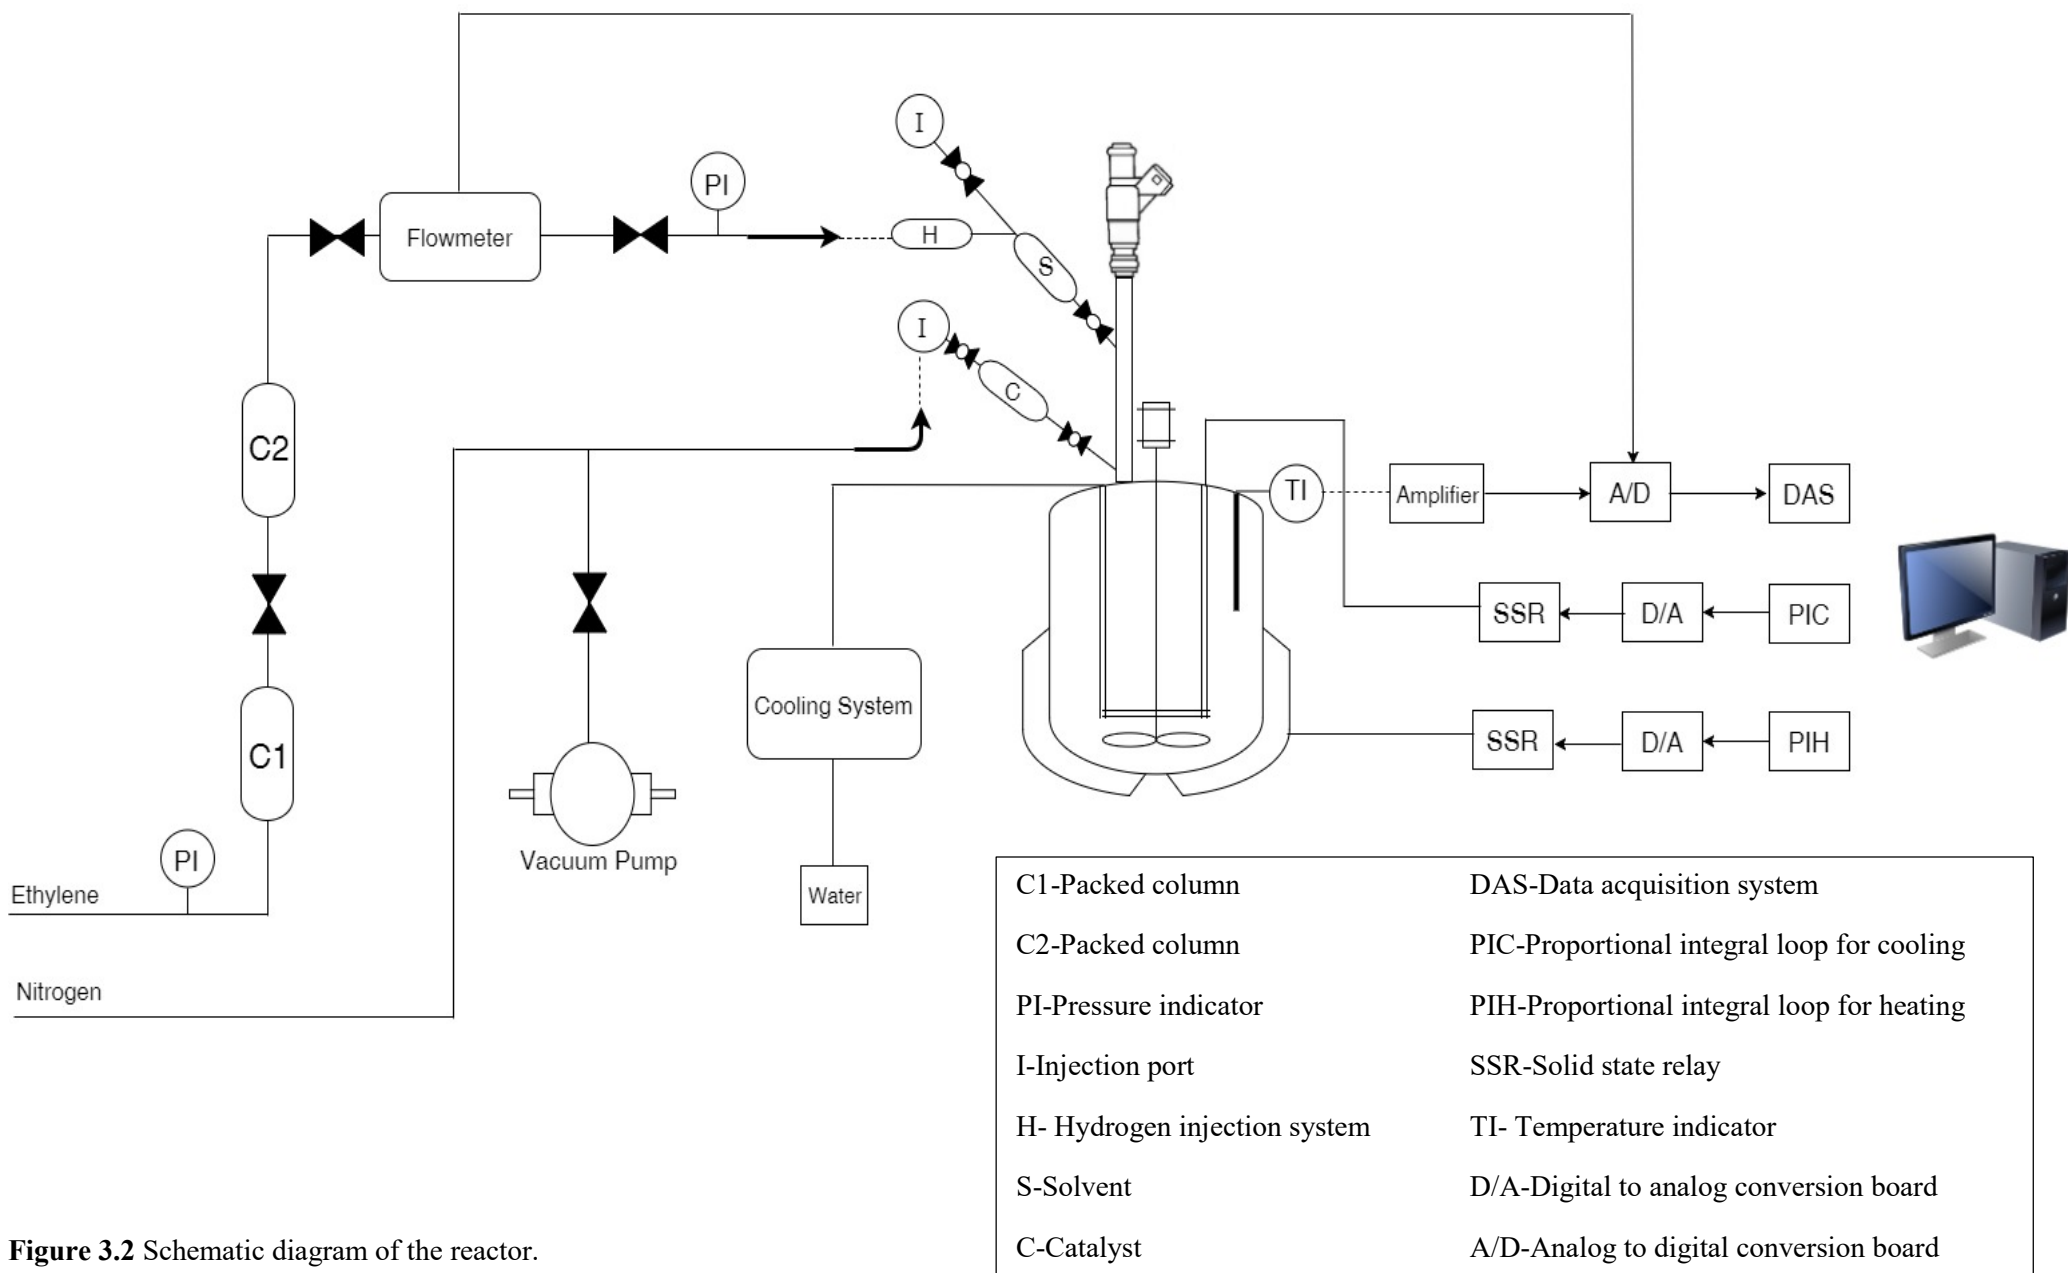 I
PI
Flowmeter
H
S
I
C
C2
TI
Amplifier
A/D
DAS
SSR
D/A
PIC
Cooling System
C1
SSR
D/A
PIH
PI
Vacuum Pump
Ethylene
Water
Nitrogen
C1-Packed column
C2-Packed column
PI-Pressure indicator
I-Injection port
H- Hydrogen injection system
S-Solvent
C-Catalyst
DAS-Data acquisition system
PIC-Proportional integral loop for cooling
PIH-Proportional integral loop for heating
SSR-Solid state relay
TI- Temperature indicator
D/A-Digital to analog conversion board
A/D-Analog to digital conversion board
Figure 3.2 Schematic diagram of the reactor.